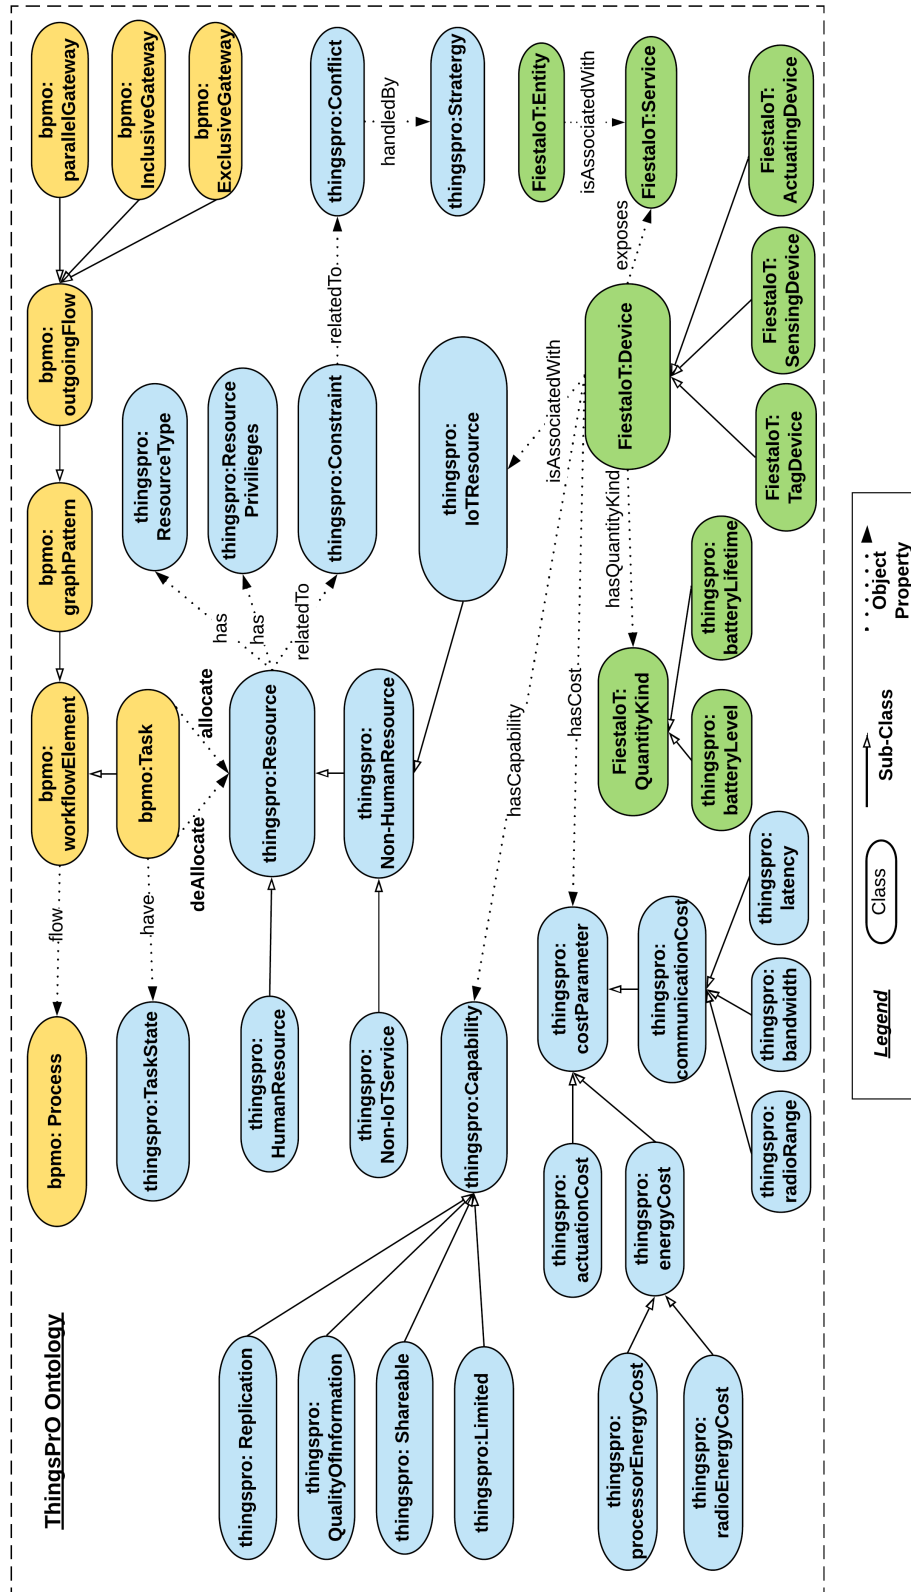 ThingsPrO Ontology
bpmo: Process
flow
bpmo:
workflowElement
bpmo:
graphPattern
bpmo:
outgoingFlow
bpmo:
parallelGateway
bpmo:
InclusiveGateway
bpmo:
ExclusiveGateway
thingspro:TaskState
have
bpmo:Task
allocate
deAllocate
thingspro:
ResourceType
thingspro:Resource
Privilieges
has
has
relatedTo
thingspro:Resource
thingspro:Constraint
relatedTo
thingspro:Conflict
handledBy
thingspro:Stratergy
thingspro:
HumanResource
thingspro:
Non-HumanResource
thingspro:
Non-IoTService
thingspro:
IoTResource
thingspro: Replication
thingspro:
QualityOfInformation
thingspro: Shareable
thingspro:Limited
thingspro:Capability
hasCapability
isAssociatedWith
FiestaIoT:Entity
isAssociatedWith
FiestaIoT:Service
exposes
FiestaIoT:Device
hasCost
hasQuantityKind
thingspro:
costParameter
thingspro:
actuationCost
thingspro:
energyCost
thingspro:
processorEnergyCost
thingspro:
radioEnergyCost
thingspro:
communicationCost
thingspro:
radioRange
thingspro:
bandwidth
thingspro:
latency
FiestaIoT:
QuantityKind
thingspro:
batteryLevel
thingspro:
batteryLifetime
FiestaIoT:
TagDevice
FiestaIoT:
SensingDevice
FiestaIoT:
ActuatingDevice
Legend
Class
Sub-Class
Object
Property